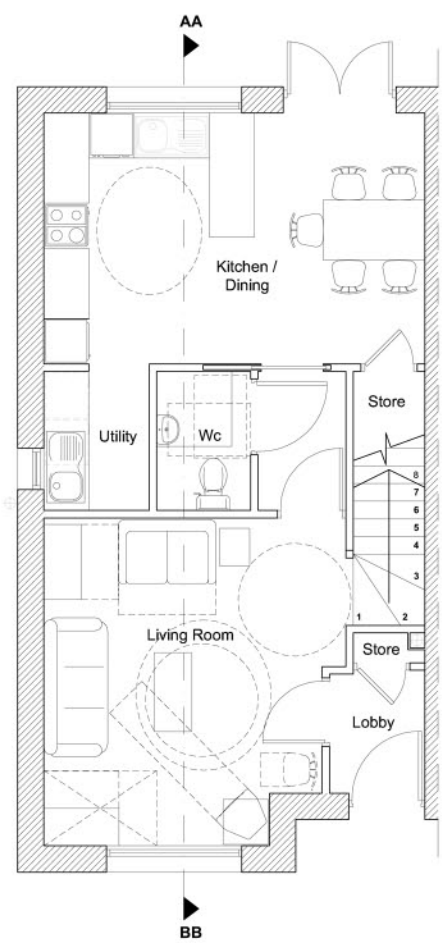 AA
Kitchen /
Dining
Store
Utility
Wc
8
7
6
5
4
3
1
2
Living Room
Store
Lobby
BB